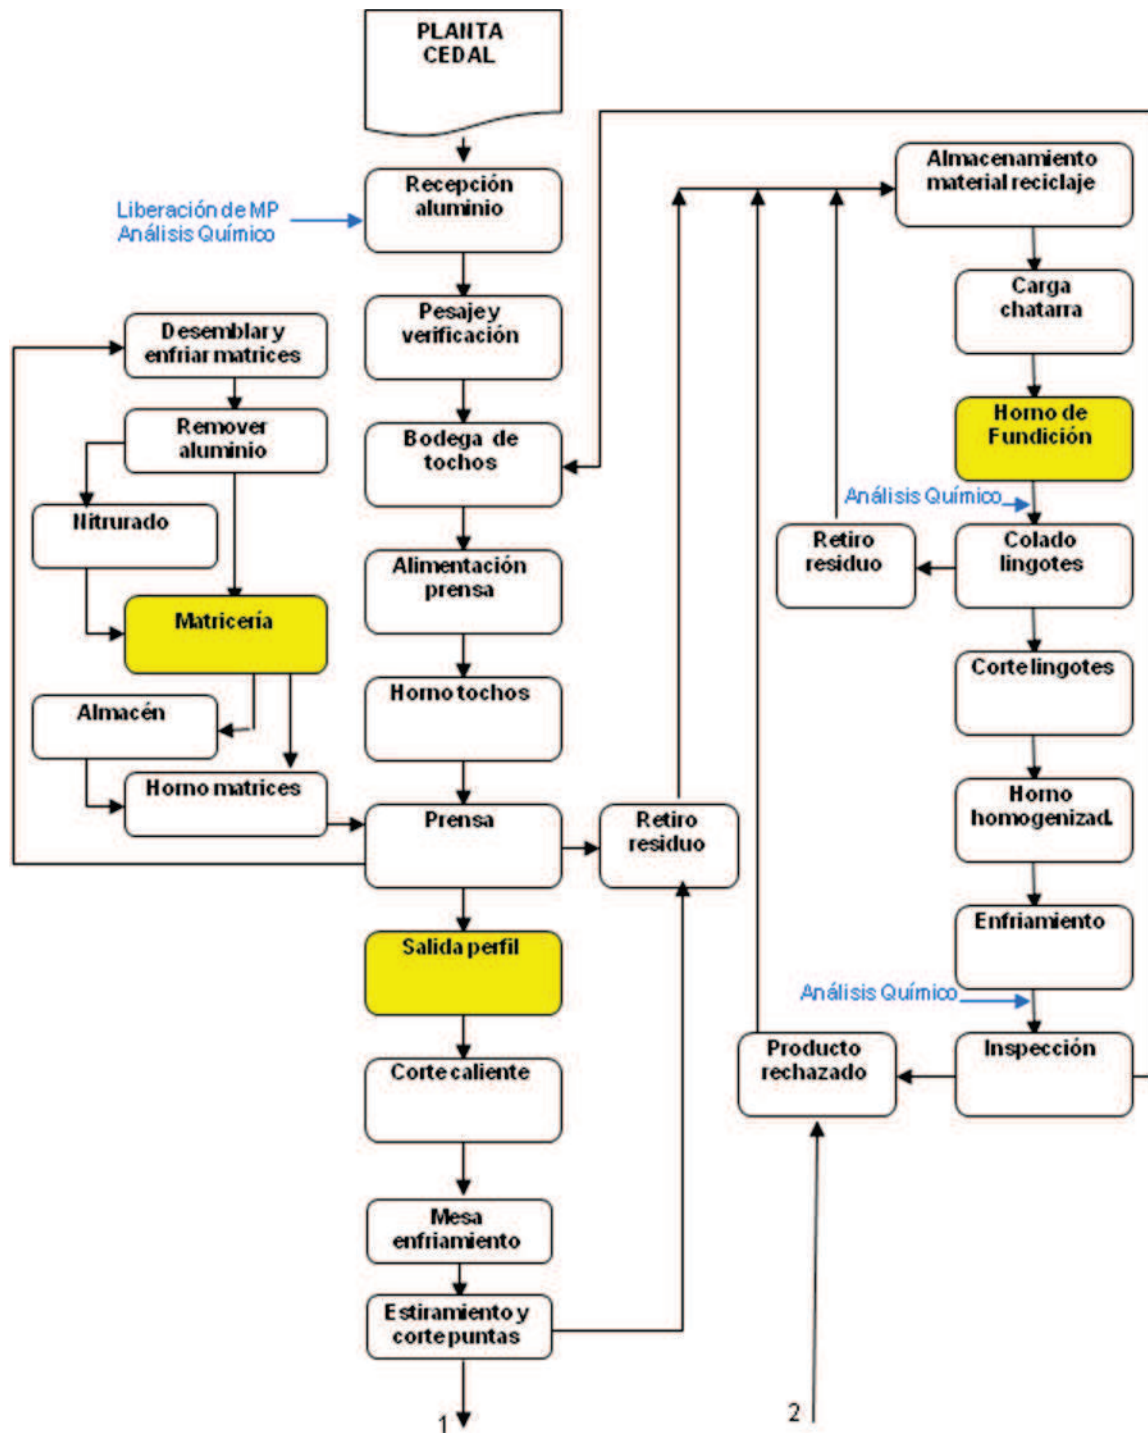 PLANTA
CEDAL
Recepción
aluminio
Liberación de MP
Análisis Químico
Pesaje y
verificación
Desemblar y
enfriar matrices
Remover
aluminio
Bodega de
tochos
Nitrurado
Alimentación
prensa
Matricería
Horno tochos
Almacén
Horno matrices
Prensa
Retiro
residuo
Salida perfil
Corte caliente
Mesa
enfriamiento
Estiramiento y
corte puntas
1
Almacenamiento
material reciclaje
Carga
chatarra
Horno de
Fundición
Análisis Químico
Retiro
residuo
Colado
lingotes
Corte lingotes
Horno
homogenizad.
Enfriamiento
Análisis Químico
Producto
rechazado
Inspección
2